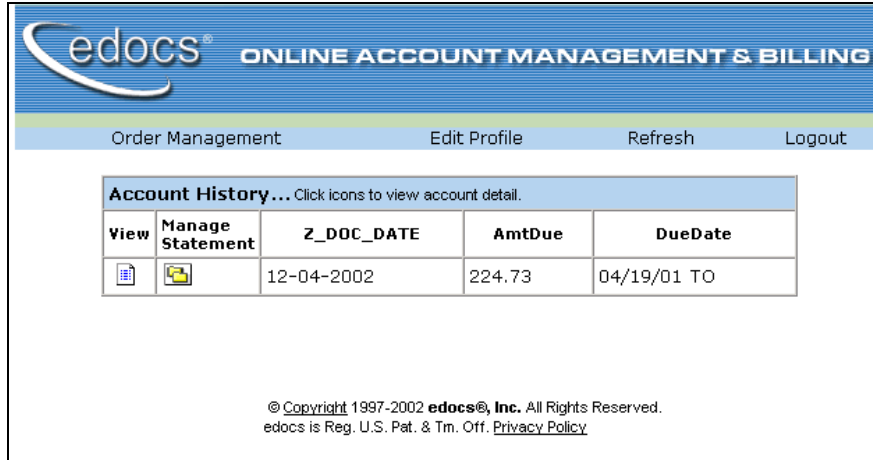 edocs® ONLINE ACCOUNT MANAGEMENT & BILLING
Order Management Edit Profile Refresh Logout
Account History... Click icons to view account detail.
View Manage Statement Z_DOC_DATE AmtDue DueDate
12-04-2002 224.73 04/19/01 TO
© Copyright 1997-2002 edocs®, Inc. All Rights Reserved.
edocs is Reg. U.S. Pat. & Tm. Off. Privacy Policy